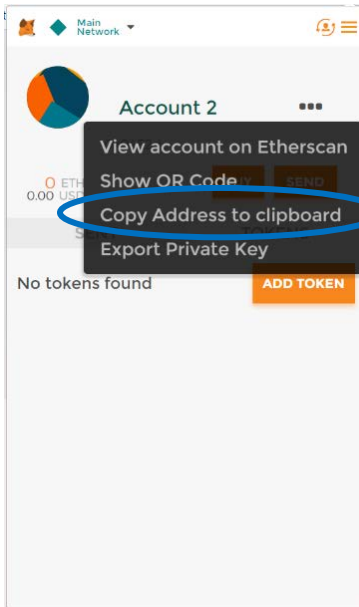 Main
Network
Account 2
View account on Etherscan
Show QR Code
0 ETH
SEND
0.00 USD
Copy Address to clipboard
Export Private Key
No tokens found
ADD TOKEN